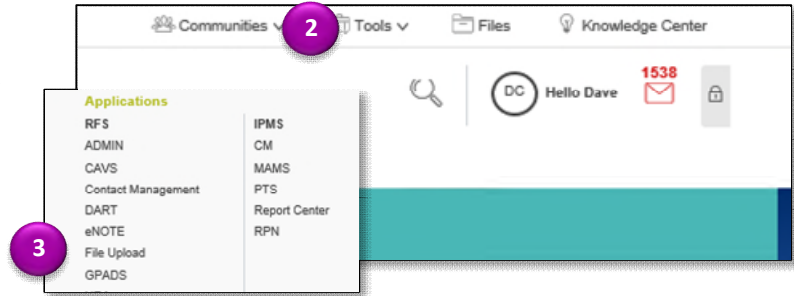 Communities
2
Tools
Files
Knowledge Center
1538
DC
Hello Dave
Applications
RFS
ADMIN
CAVS
Contact Management
DART
eNOTE
3
File Upload
GPADS
IPMS
CM
MAMS
PTS
Report Center
RPN